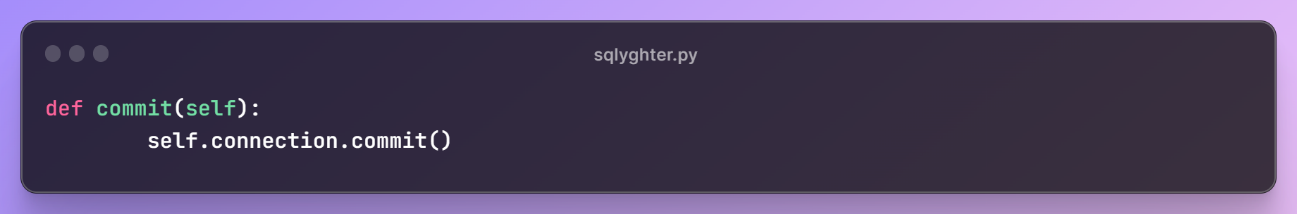 sqlyghter.py
def commit(self):
        self.connection.commit()